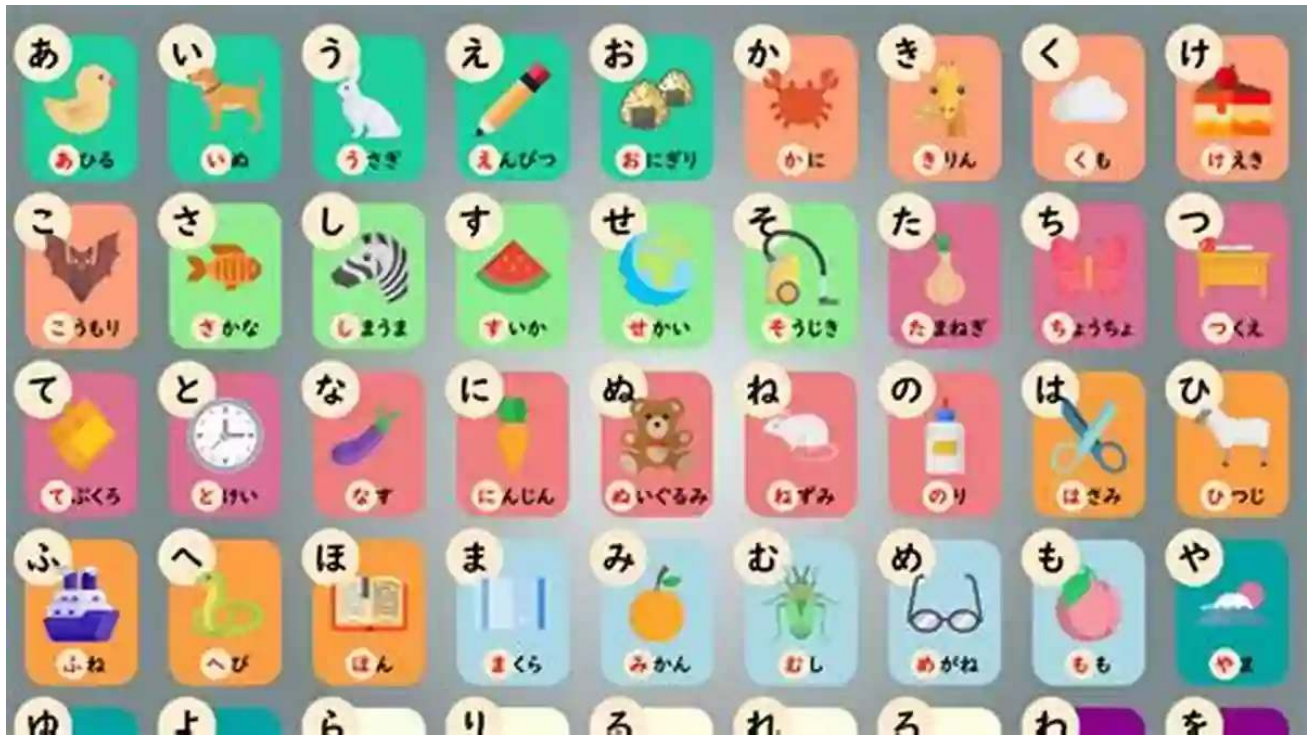 あ い う え お か き く け
あひる いぬ うさぎ えんぴつ おにぎり かに きりん くも けえき
こ さ し す せ そ た ち つ
こうもり さかな しまうま すいか せかい そうじき たまねぎ ちょうちょ つくえ
て と な に ぬ ね の は ひ
てぶくろ とけい なす にんじん ぬいぐるみ ねずみ のり はさみ ひつじ
ふ へ ほ ま み む め も や
ふね へび ほん まくら みかん むし めがね もも やま
ゆ よ ら り る れ ろ わ を